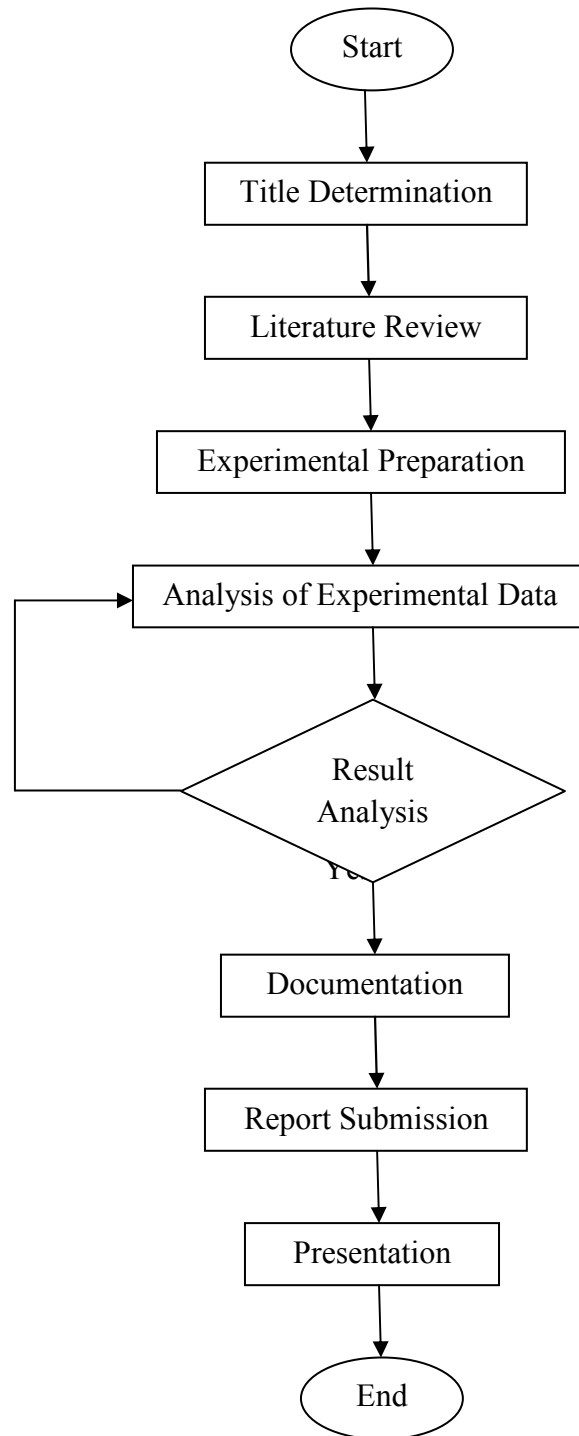 Start
Title Determination
Literature Review
Experimental Preparation
Analysis of Experimental Data
Result
Analysis
Documentation
Report Submission
Presentation
End